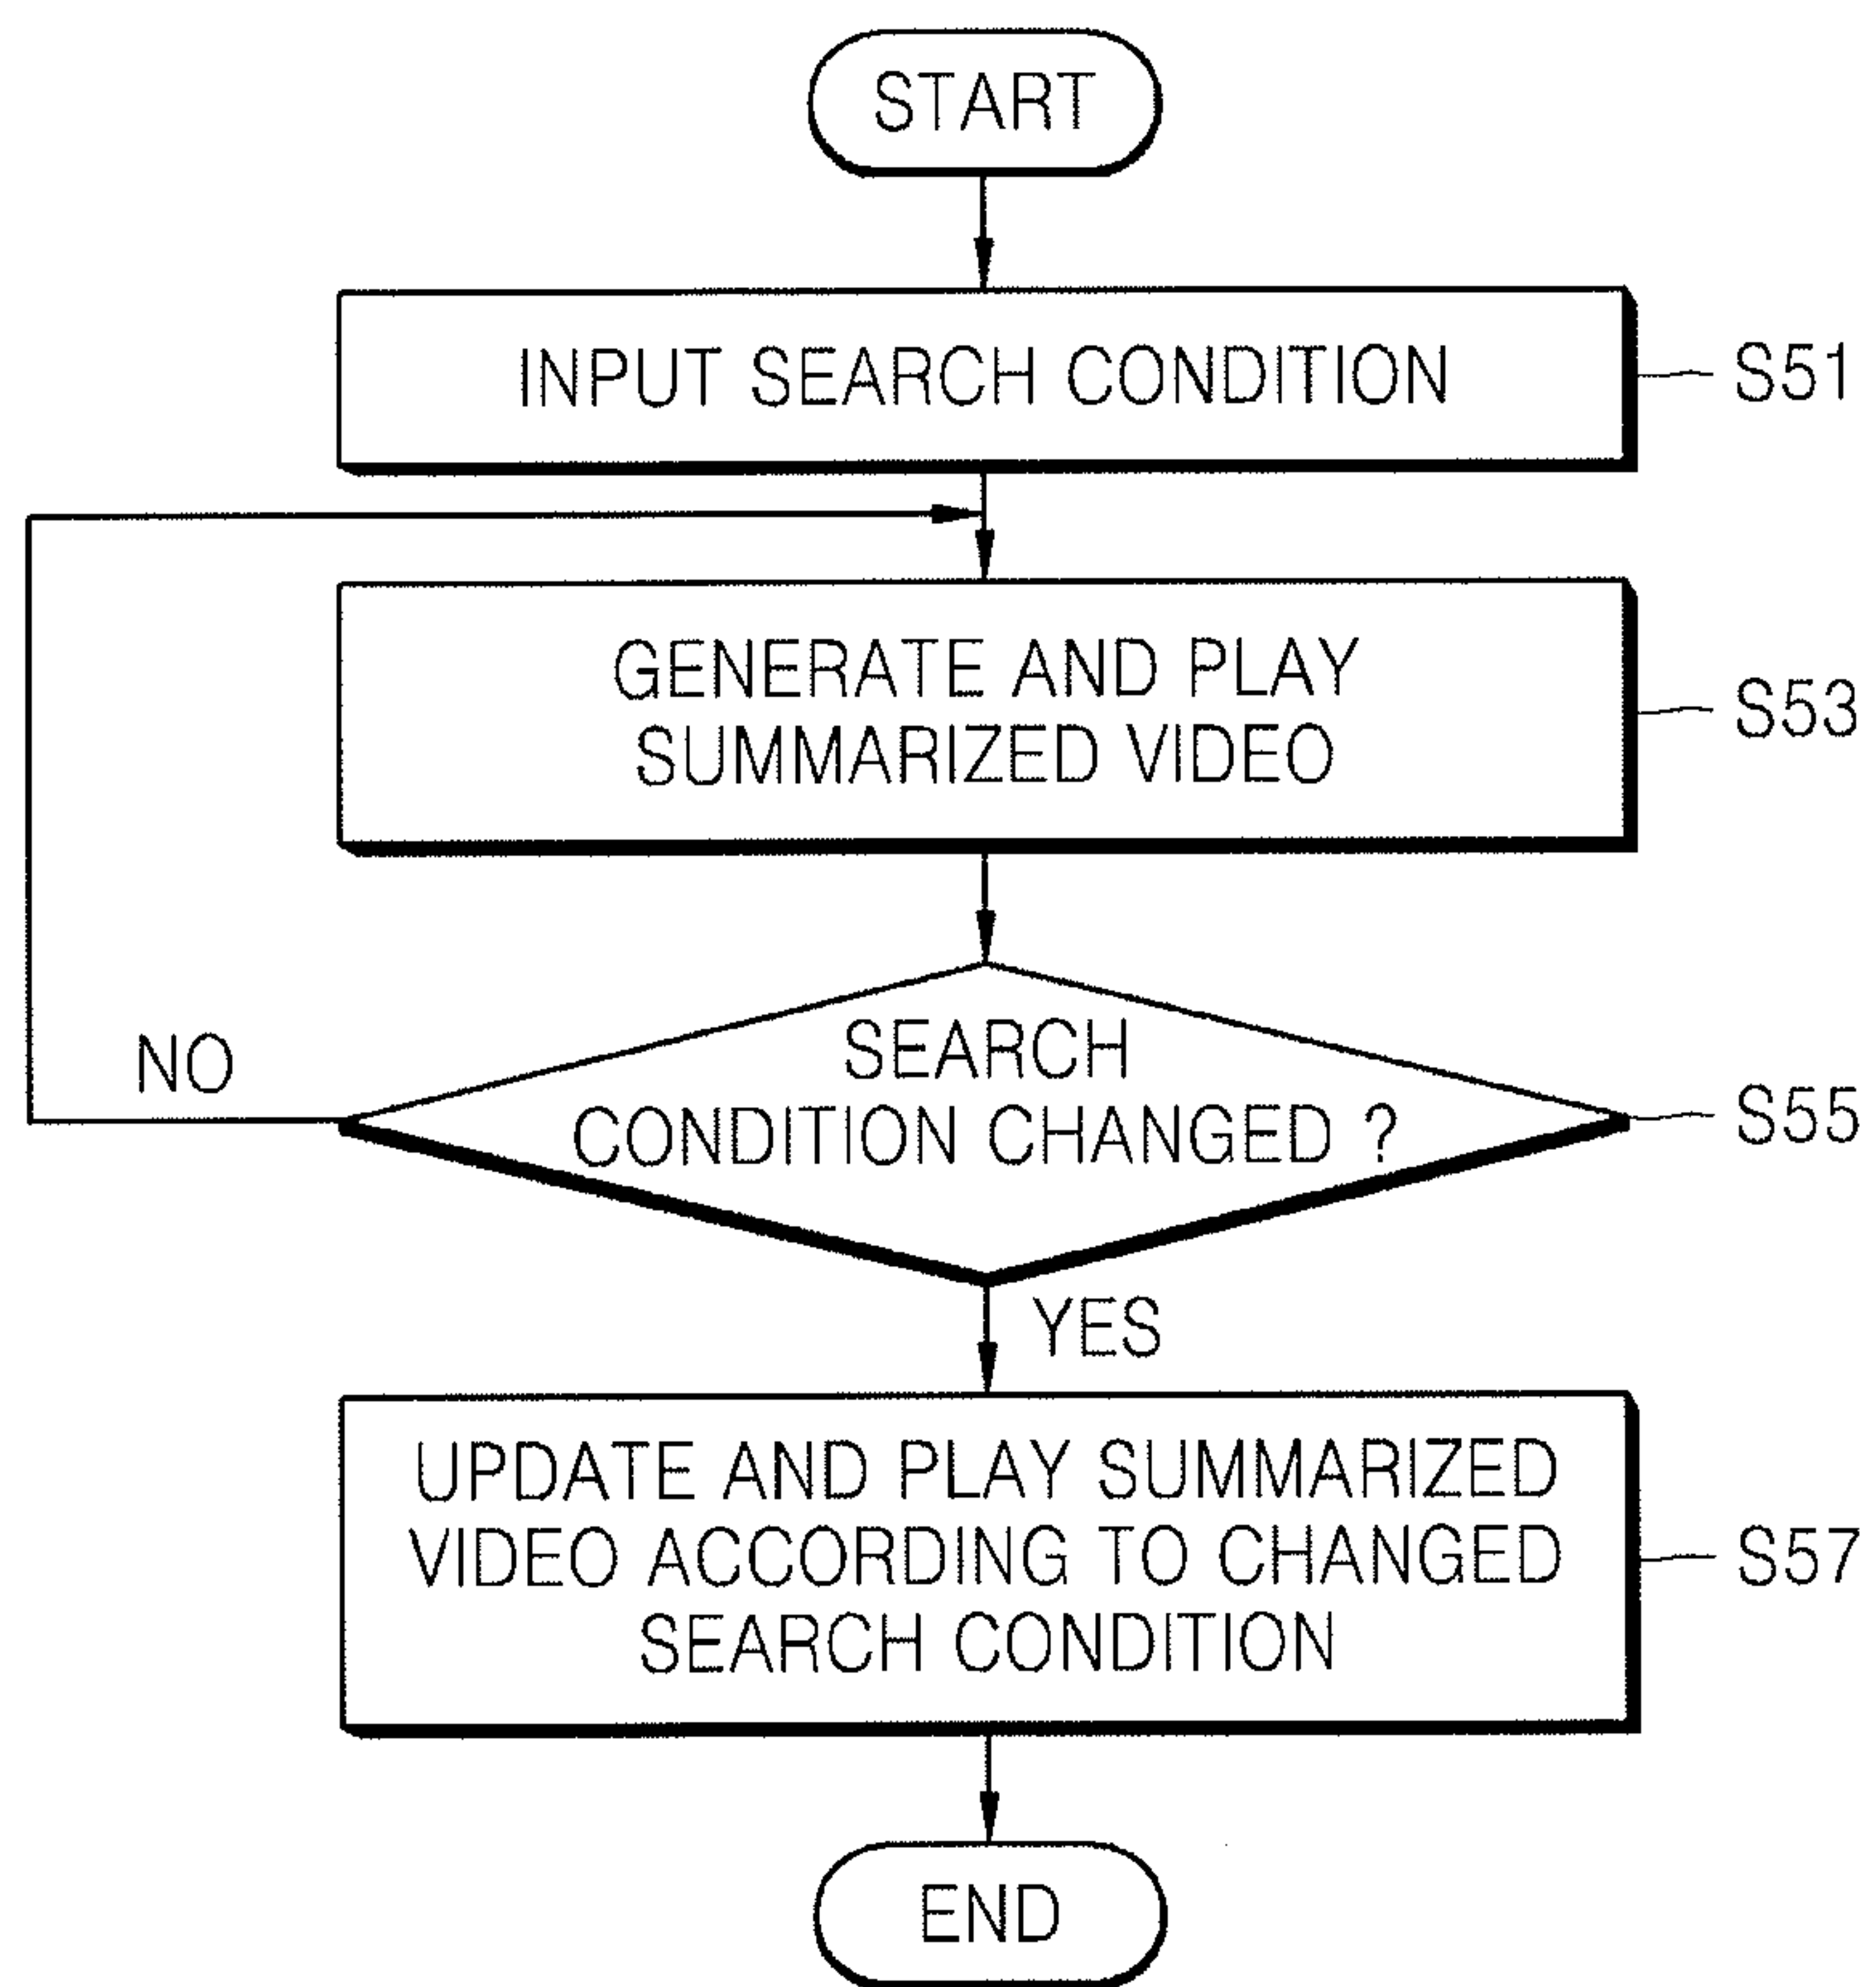 START
INPUT SEARCH CONDITION
S51
GENERATE AND PLAY
SUMMARIZED VIDEO
S53
SEARCH
CONDITION CHANGED ?
S55
NO
YES
UPDATE AND PLAY SUMMARIZED
VIDEO ACCORDING TO CHANGED
SEARCH CONDITION
S57
END